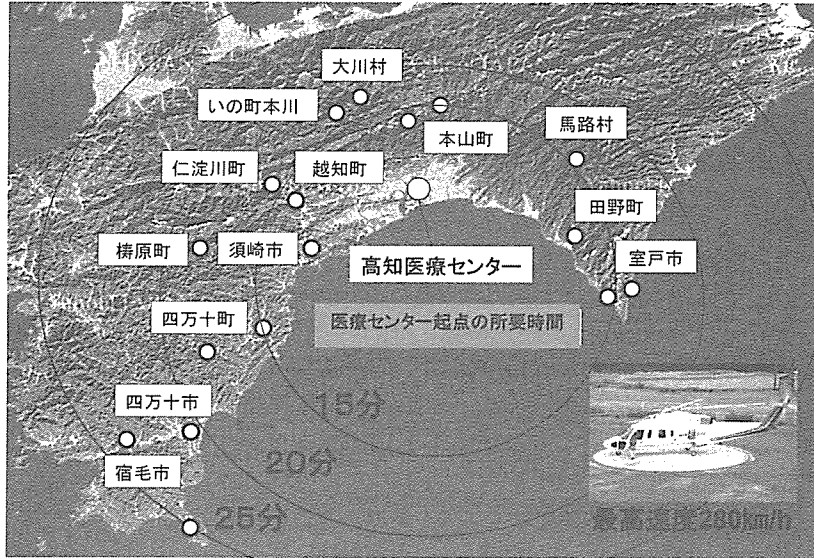 大川村
いの町本川
本山町
馬路村
仁淀川町
越知町
田野町
梼原町
須崎市
高知医療センター
室戸市
四万十町
医療センター起点の所要時間
15分
四万十市
20分
宿毛市
25分
最高速度280km/h